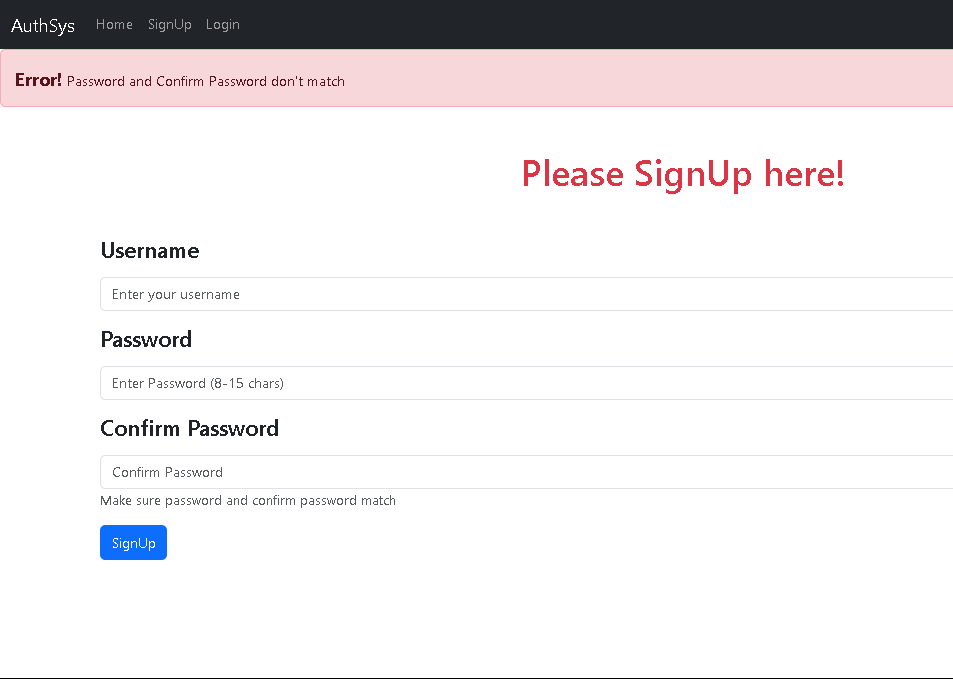 AuthSys Home SignUp Login
Error! Password and Confirm Password don't match
Please SignUp here!
Username
Enter your username
Password
Enter Password (8-15 chars)
Confirm Password
Confirm Password
Make sure password and confirm password match
SignUp